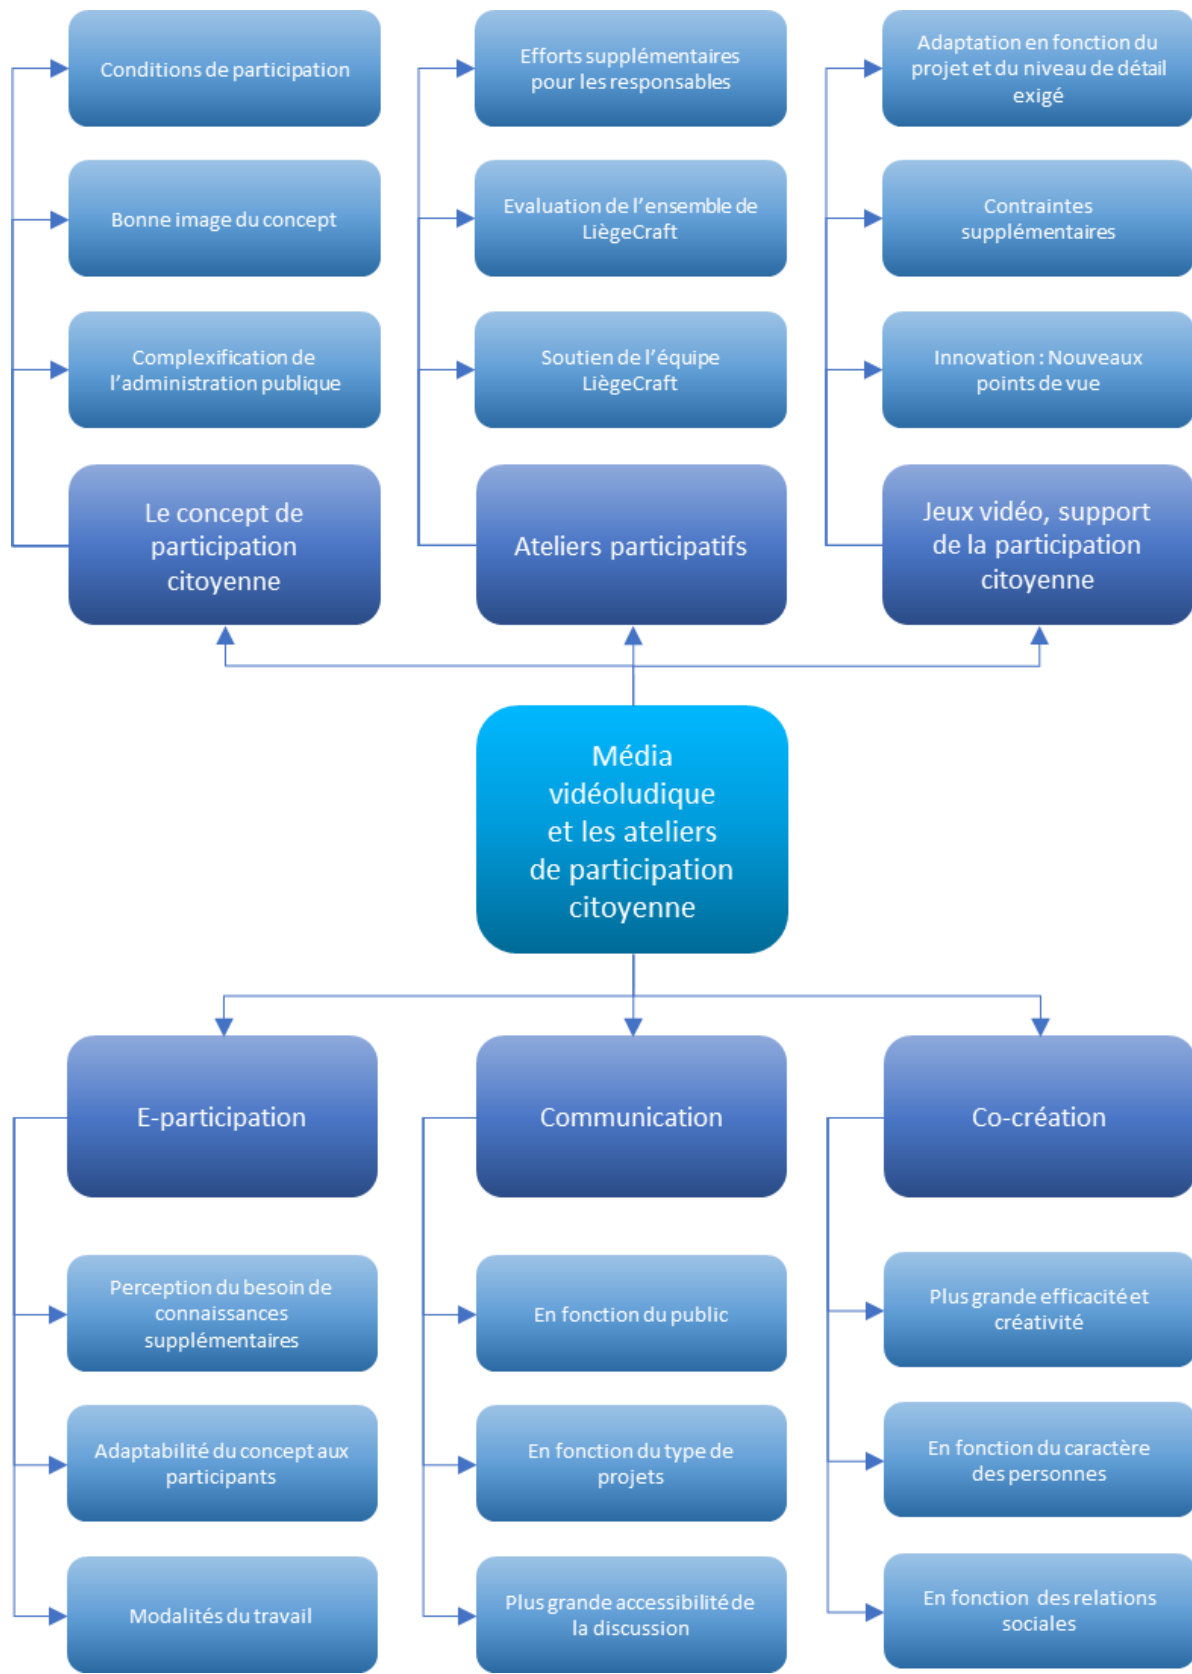 Conditions de participation
Efforts supplémentaires
pour les responsables
Adaptation en fonction du
projet et du niveau de détail
exigé
Bonne image du concept
Evaluation de l’ensemble de
LiègeCraft
Contraintes
supplémentaires
Complexification de
l’administration publique
Soutien de l’équipe
LiègeCraft
Innovation : Nouveaux
points de vue
Le concept de
participation
citoyenne
Ateliers participatifs
Jeux vidéo, support
de la participation
citoyenne
Média
vidéoludique
et les ateliers
de participation
citoyenne
E-participation
Communication
Co-création
Perception du besoin de
connaissances
supplémentaires
En fonction du public
Plus grande efficacité et
créativité
Adaptabilité du concept aux
participants
En fonction du type de
projets
En fonction du caractère
des personnes
Modalités du travail
Plus grande accessibilité de
la discussion
En fonction des relations
sociales